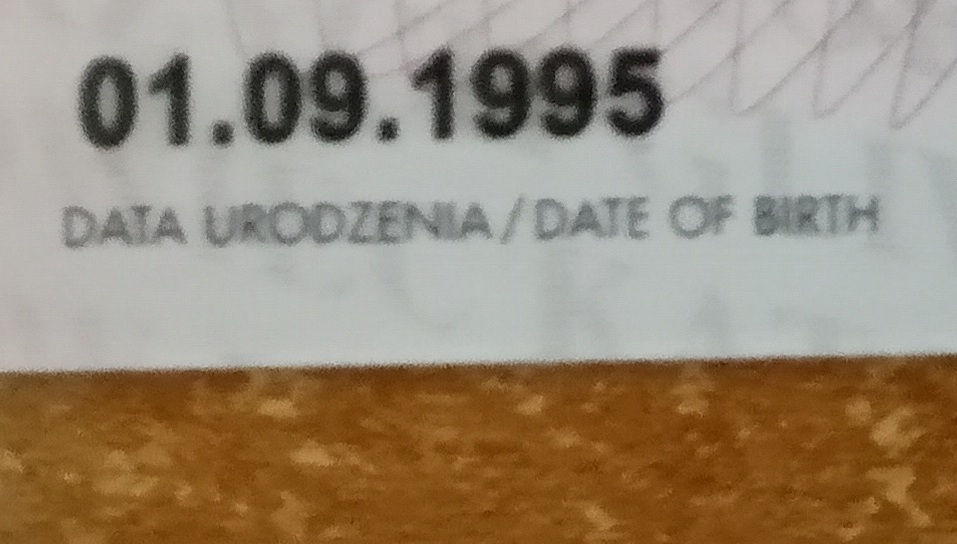 01.09.1995
DATA URODZENIA/DATE OF BIRTH